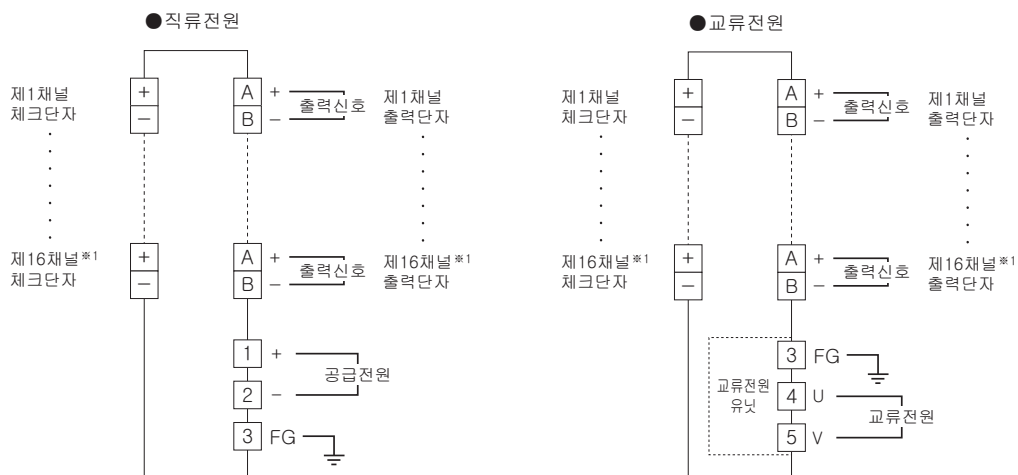 ●직류전원
제1채널
체크단자
+
−
A
B
+
−
출력신호
제1채널
출력단자
제16채널※1
체크단자
+
−
A
B
+
−
출력신호
제16채널※1
출력단자
1 +
공급전원
2 −
3 FG
●교류전원
제1채널
체크단자
+
−
A
B
+
−
출력신호
제1채널
출력단자
제16채널※1
체크단자
+
−
A
B
+
−
출력신호
제16채널※1
출력단자
교류전원
유닛
3 FG
4 U
교류전원
5 V